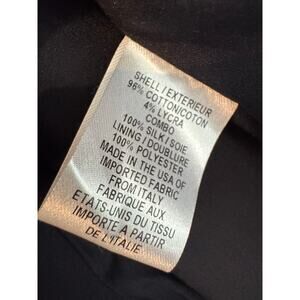 SHELL / EXTERIEUR
96% COTTON/COTON
4% LYCRA
COMBO
100% SILK / SOIE
LINING / DOUBLURE
100% POLYESTER
MADE IN THE USA OF
IMPORTED FABRIC
FROM ITALY
FABRIQUE AUX
ETATS-UNIS DU TISSU
IMPORTE A PARTIR
DE L'ITALIE